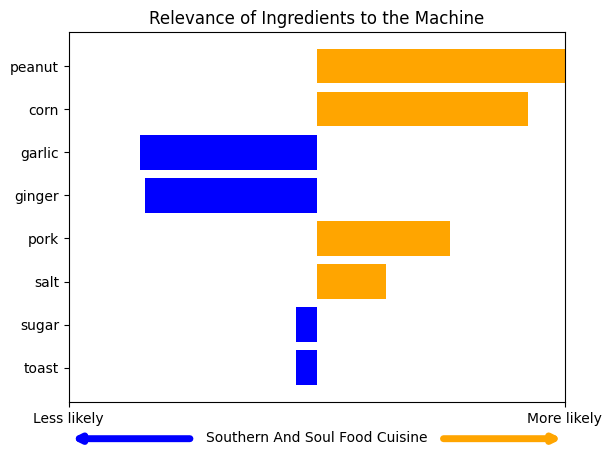 Relevance of Ingredients to the Machine
peanut
corn
garlic
ginger
pork
salt
sugar
toast
Less likely
More likely
Southern And Soul Food Cuisine